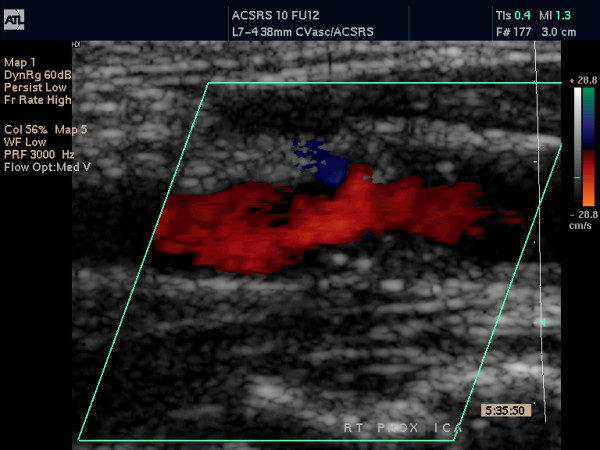 ATL
ACSRS 10 FU12
L7-4 38mm CVasc/ACSRS
TIs 0.4 MI 1.3
F# 177 3.0 cm
Map 1
DynRg 60dB
Persist Low
Fr Rate High
Col 56% Map 5
WF Low
PRF 3000 Hz
Flow Opt:Med V
+ 28.8
- 28.8
cm/s
5:35:50
RT PROX ICA